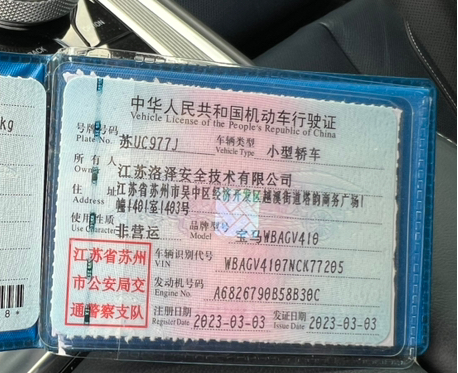 kg
中华人民共和国机动车行驶证
Vehicle License of the People's Republic of China
号牌号码 苏UC977J 车辆类型 小型轿车
Plate No. Vehicle Type
所有人 江苏洛泽安全技术有限公司
Owner
住址 江苏省苏州市吴中区经济开发区越溪街道塔韵商务广场1
Address 幢1401室1403号
使用性质 非营运 品牌型号 宝马WBAGV410
Use Character Model
江苏省苏州
市公安局交
通警察支队
车辆识别代号 WBAGV4107NCK77205
VIN
发动机号码 A6826790B58B30C
Engine No.
注册日期 2023-03-03 发证日期 2023-03-03
Register Date Issue Date
8*